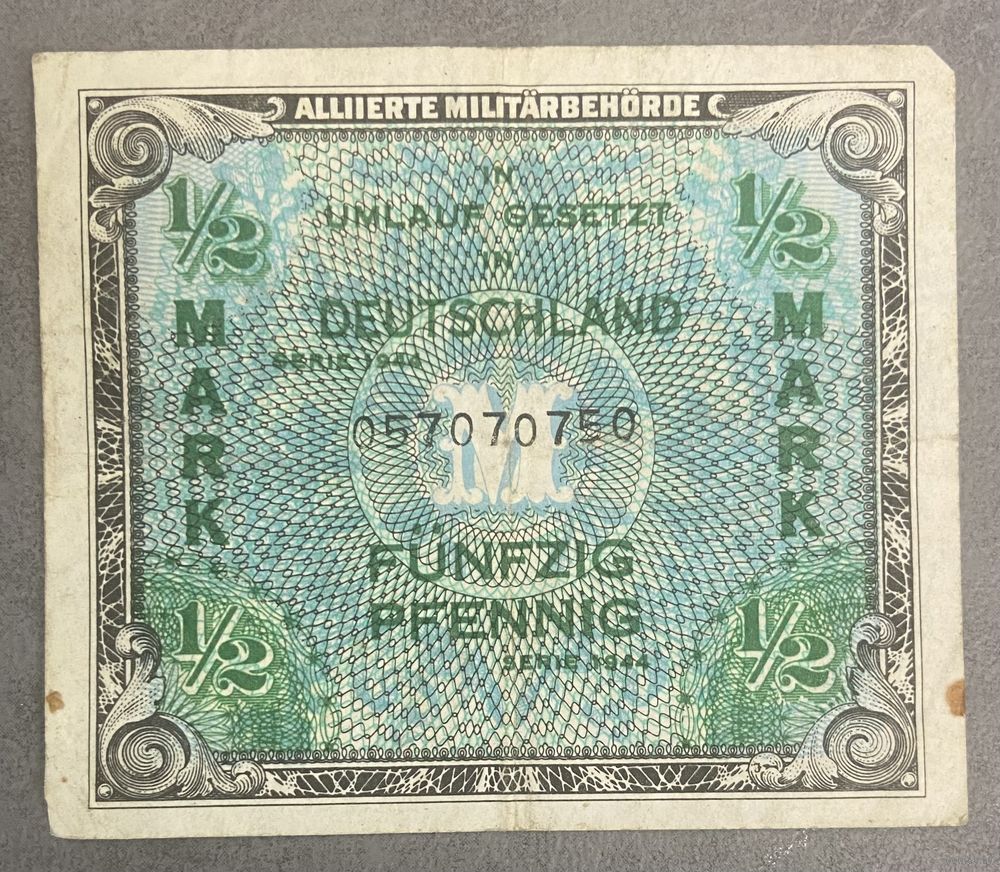 ALLIIERTE MILITÄRBEHÖRDE
1/2 1/2
IN
UMLAUF GESETZT
IN
DEUTSCHLAND
MARK MARK
SERIE 1944
M
057070750
FÜNFZIG
PFENNIG
1/2 1/2
SERIE 1944